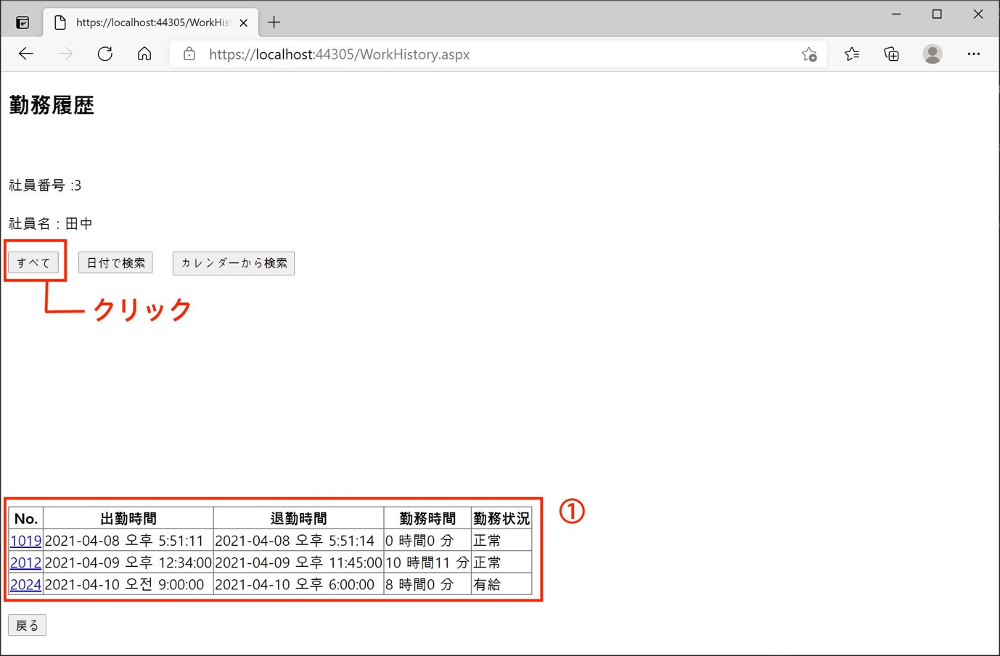 https://localhost:44305/WorkHis
https://localhost:44305/WorkHistory.aspx
勤務履歴
社員番号 :3
社員名 : 田中
すべて 日付で検索 カレンダーから検索
クリック
①
No. 出勤時間 退勤時間 勤務時間 勤務状況
1019 2021-04-08 오후 5:51:11 2021-04-08 오후 5:51:14 0 時間0 分 正常
2012 2021-04-09 오후 12:34:00 2021-04-09 오후 11:45:00 10 時間11 分 正常
2024 2021-04-10 오전 9:00:00 2021-04-10 오후 6:00:00 8 時間0 分 有給
戻る